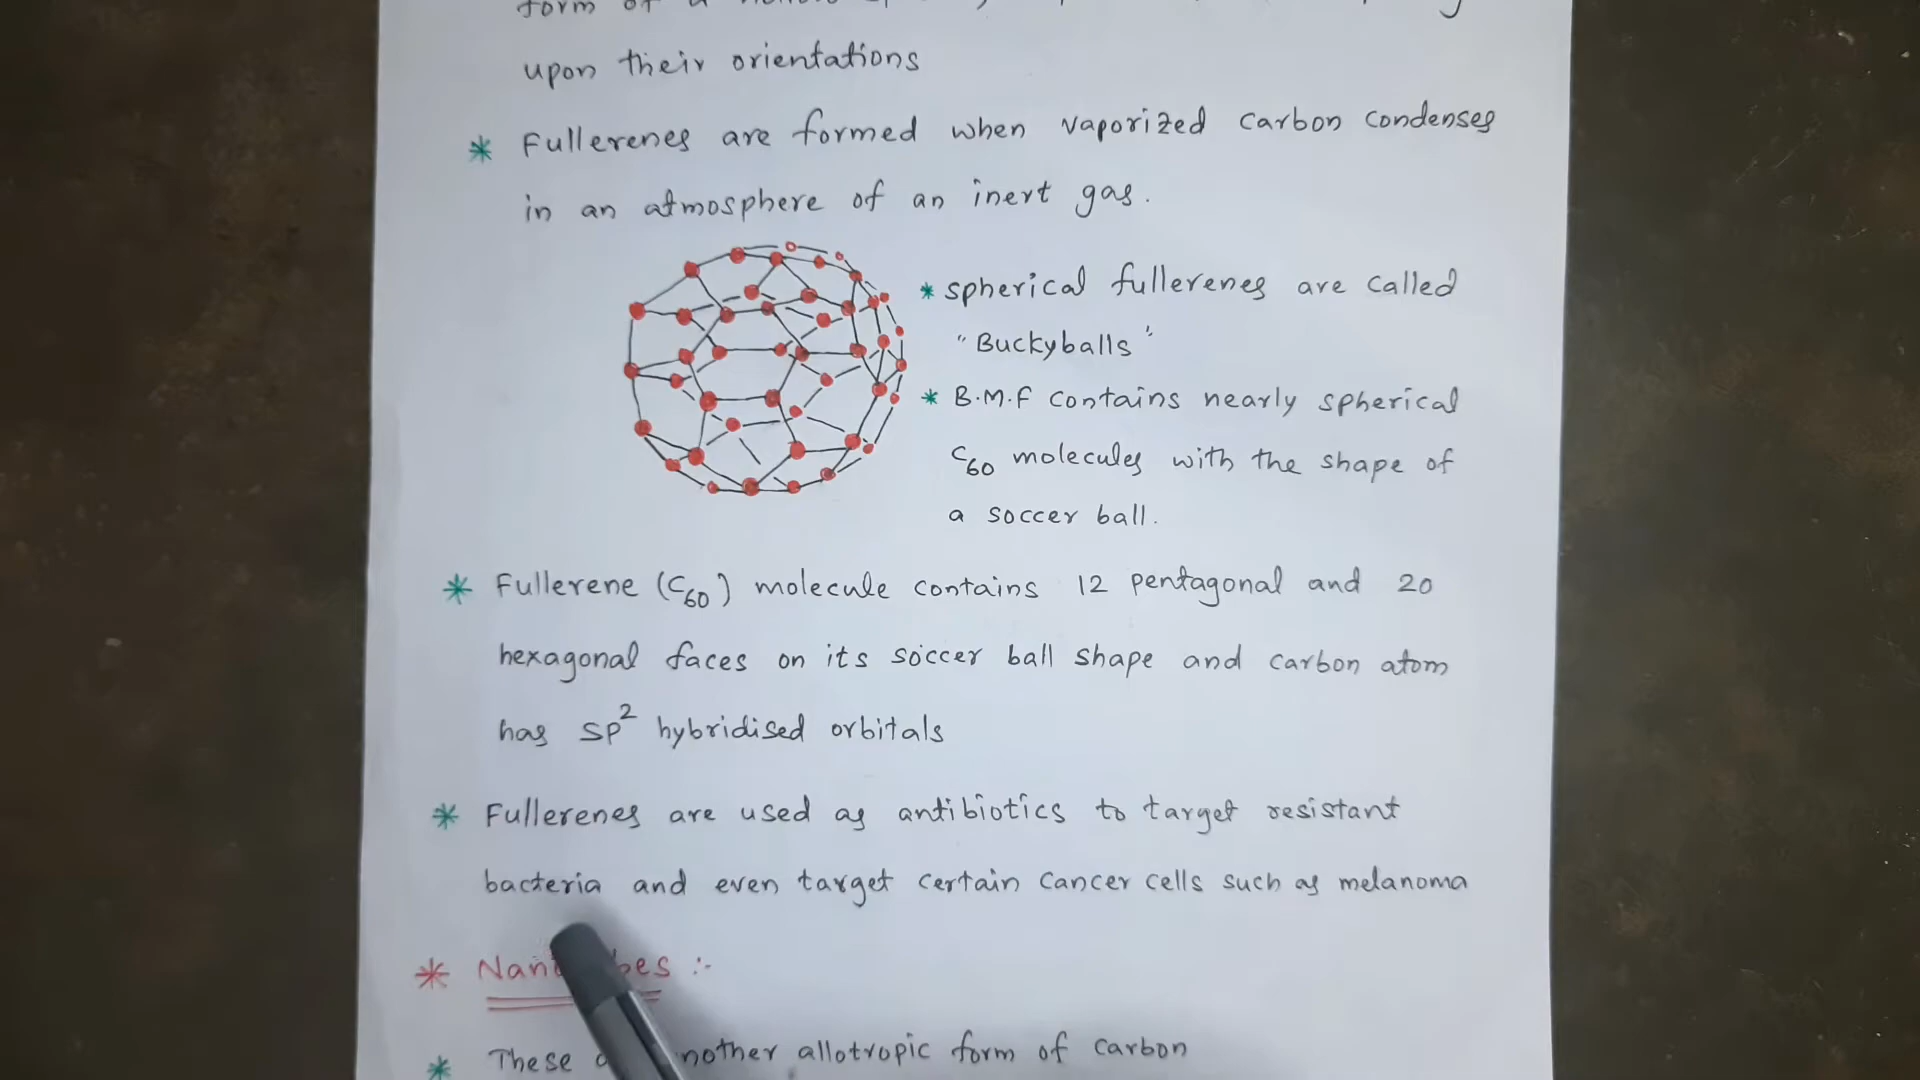 form of a
upon their orientations
* Fullerenes are formed when vaporized carbon condenses
in an atmosphere of an inert gas.
* spherical fullerenes are called
"Buckyballs"
* B.M.F contains nearly spherical
C60 molecules with the shape of
a soccer ball.
* Fullerene (C60) molecule contains 12 pentagonal and 20
hexagonal faces on its soccer ball shape and carbon atom
has sp² hybridised orbitals
* Fullerenes are used as antibiotics to target resistant
bacteria and even target certain cancer cells such as melanoma
* :-
* These allotropic form of carbon